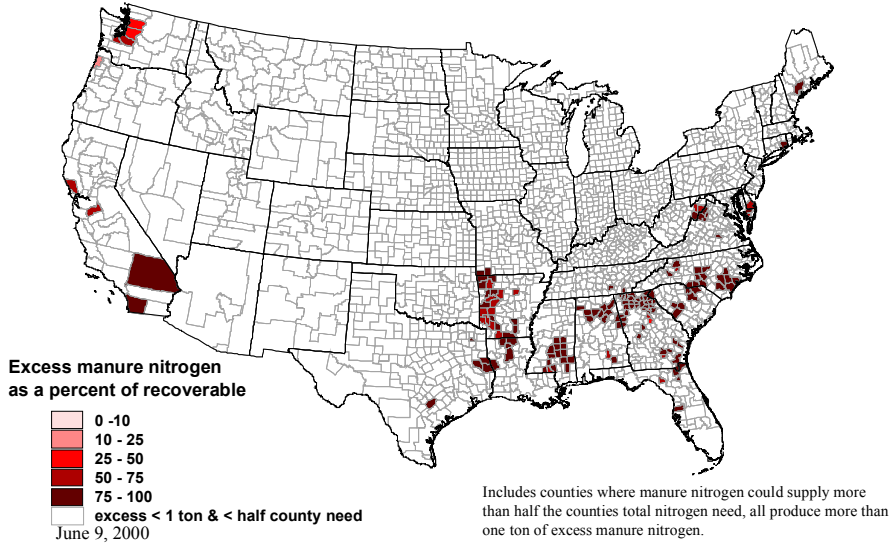 Excess manure nitrogen
as a percent of recoverable
0 -10
10 - 25
25 - 50
50 - 75
75 - 100
excess < 1 ton & < half county need
June 9, 2000
Includes counties where manure nitrogen could supply more
than half the counties total nitrogen need, all produce more than
one ton of excess manure nitrogen.